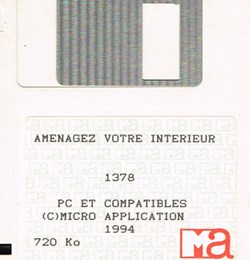 AMENAGEZ VOTRE INTERIEUR
1378
PC ET COMPATIBLES
(C)MICRO APPLICATION
1994
720 Ko
Ma